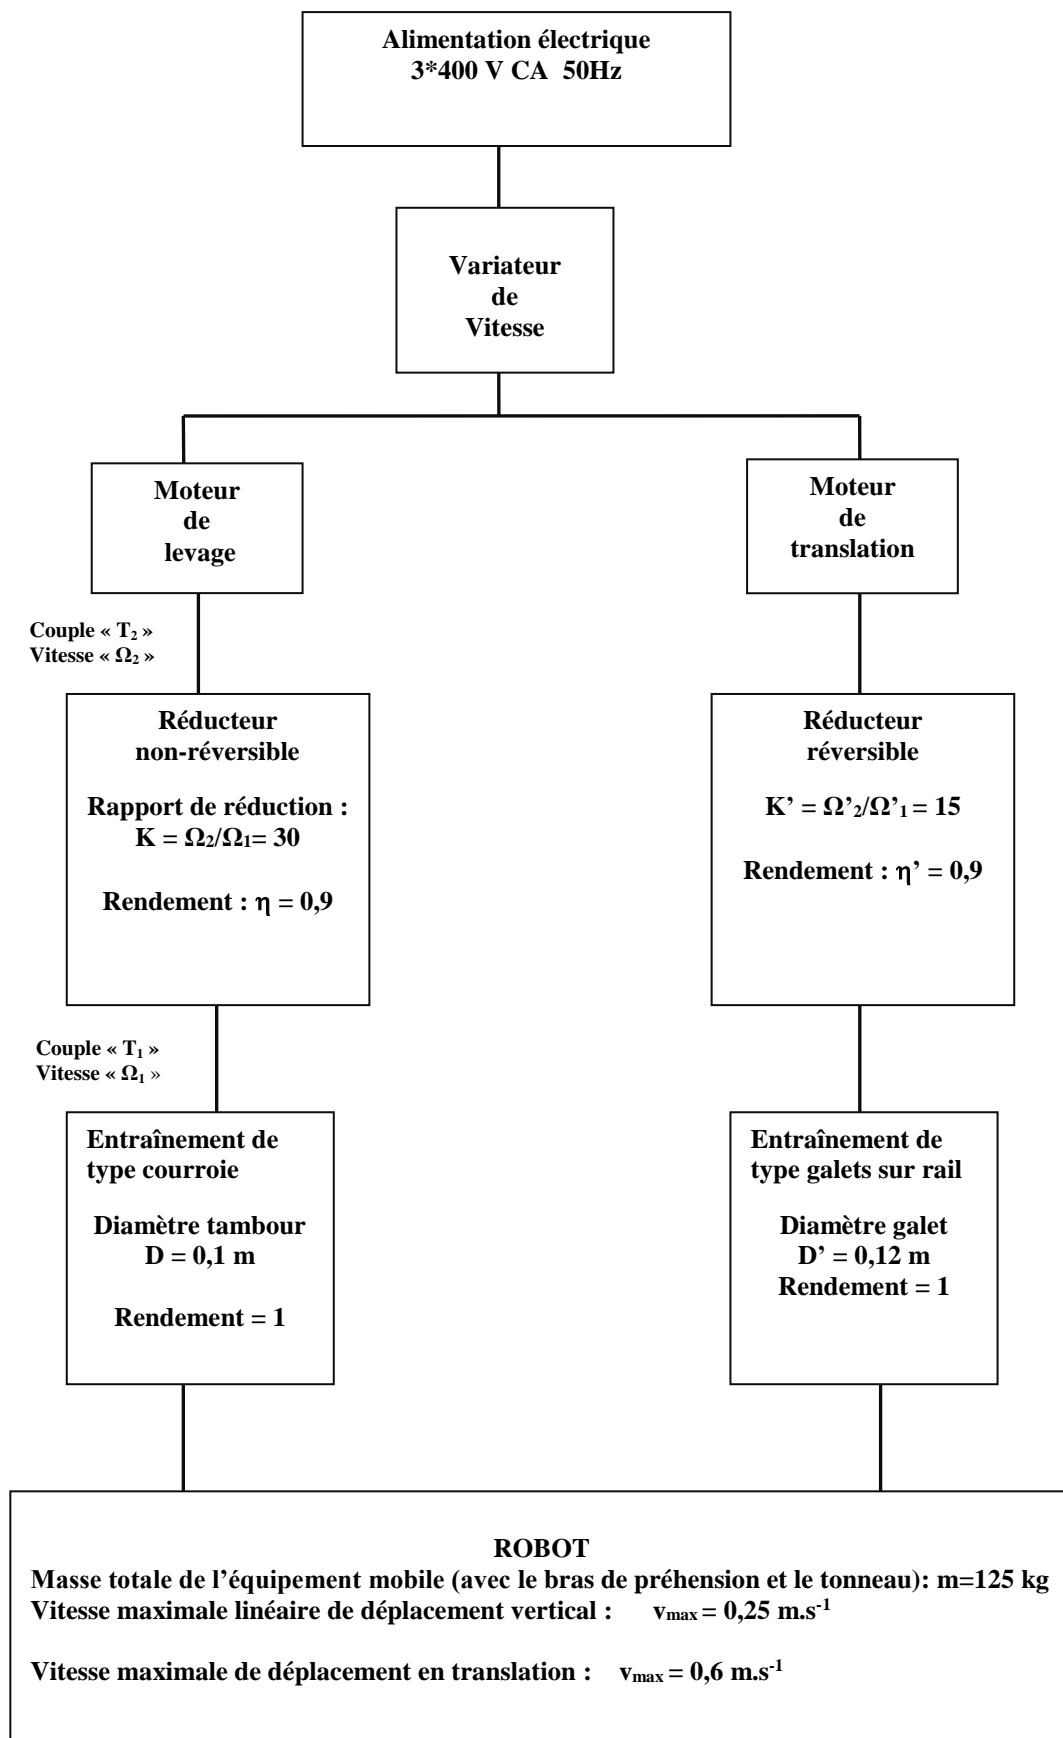 Alimentation électrique
3*400 V CA 50Hz
Variateur
de
Vitesse
Moteur
de
levage
Moteur
de
translation
Couple « T₂ »
Vitesse « Ω₂ »
Réducteur
non-réversible
Rapport de réduction :
K = Ω₂/Ω₁= 30
Rendement : η = 0,9
Réducteur
réversible
K’ = Ω’₂/Ω’₁ = 15
Rendement : η’ = 0,9
Couple « T₁ »
Vitesse « Ω₁ »
Entraînement de
type courroie
Diamètre tambour
D = 0,1 m
Rendement = 1
Entraînement de
type galets sur rail
Diamètre galet
D’ = 0,12 m
Rendement = 1
ROBOT
Masse totale de l’équipement mobile (avec le bras de préhension et le tonneau): m=125 kg
Vitesse maximale linéaire de déplacement vertical : vmax = 0,25 m.s⁻¹
Vitesse maximale de déplacement en translation : vmax = 0,6 m.s⁻¹